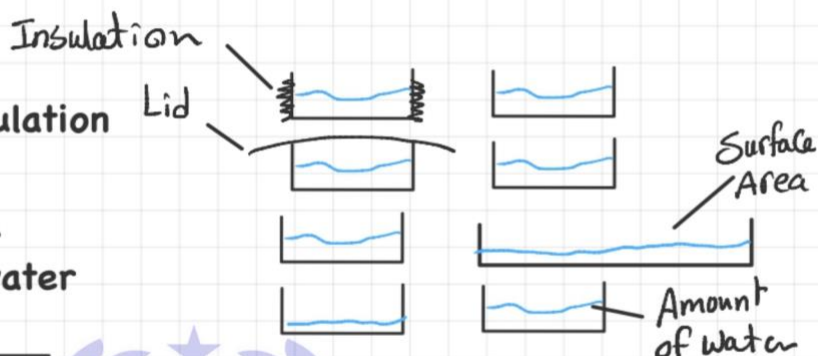 Insulation
ulation
Lid
Surface
Area
ater
Amount
of Water